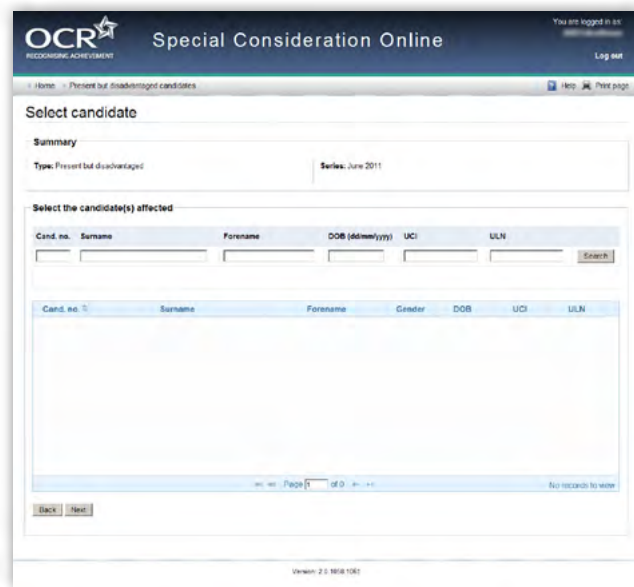 You are logged in as:
OCR
RECOGNISING ACHIEVEMENT
Special Consideration Online
Log out
Home Present but disadvantaged candidates
Help Print page
Select candidate
Summary
Type: Present but disadvantaged Series: June 2011
Select the candidate(s) affected
Cand. no. Surname Forename DOB (dd/mm/yyyy) UCI ULN
Search
Cand. no. Surname Forename Gender DOB UCI ULN
Page 1 of 0 No records to view
Back Next